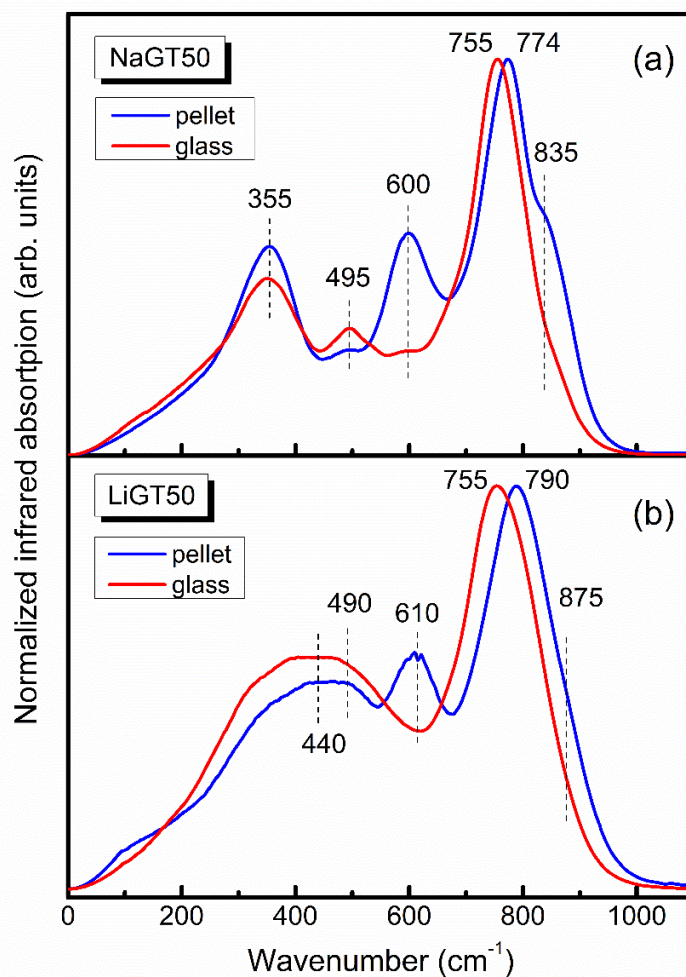 NaGT50
(a)
pellet
glass
755
774
835
600
495
355
Normalized infrared absortpion (arb. units)
LiGT50
(b)
pellet
glass
755
790
875
610
490
440
0
200
400
600
800
1000
Wavenumber (cm⁻¹)